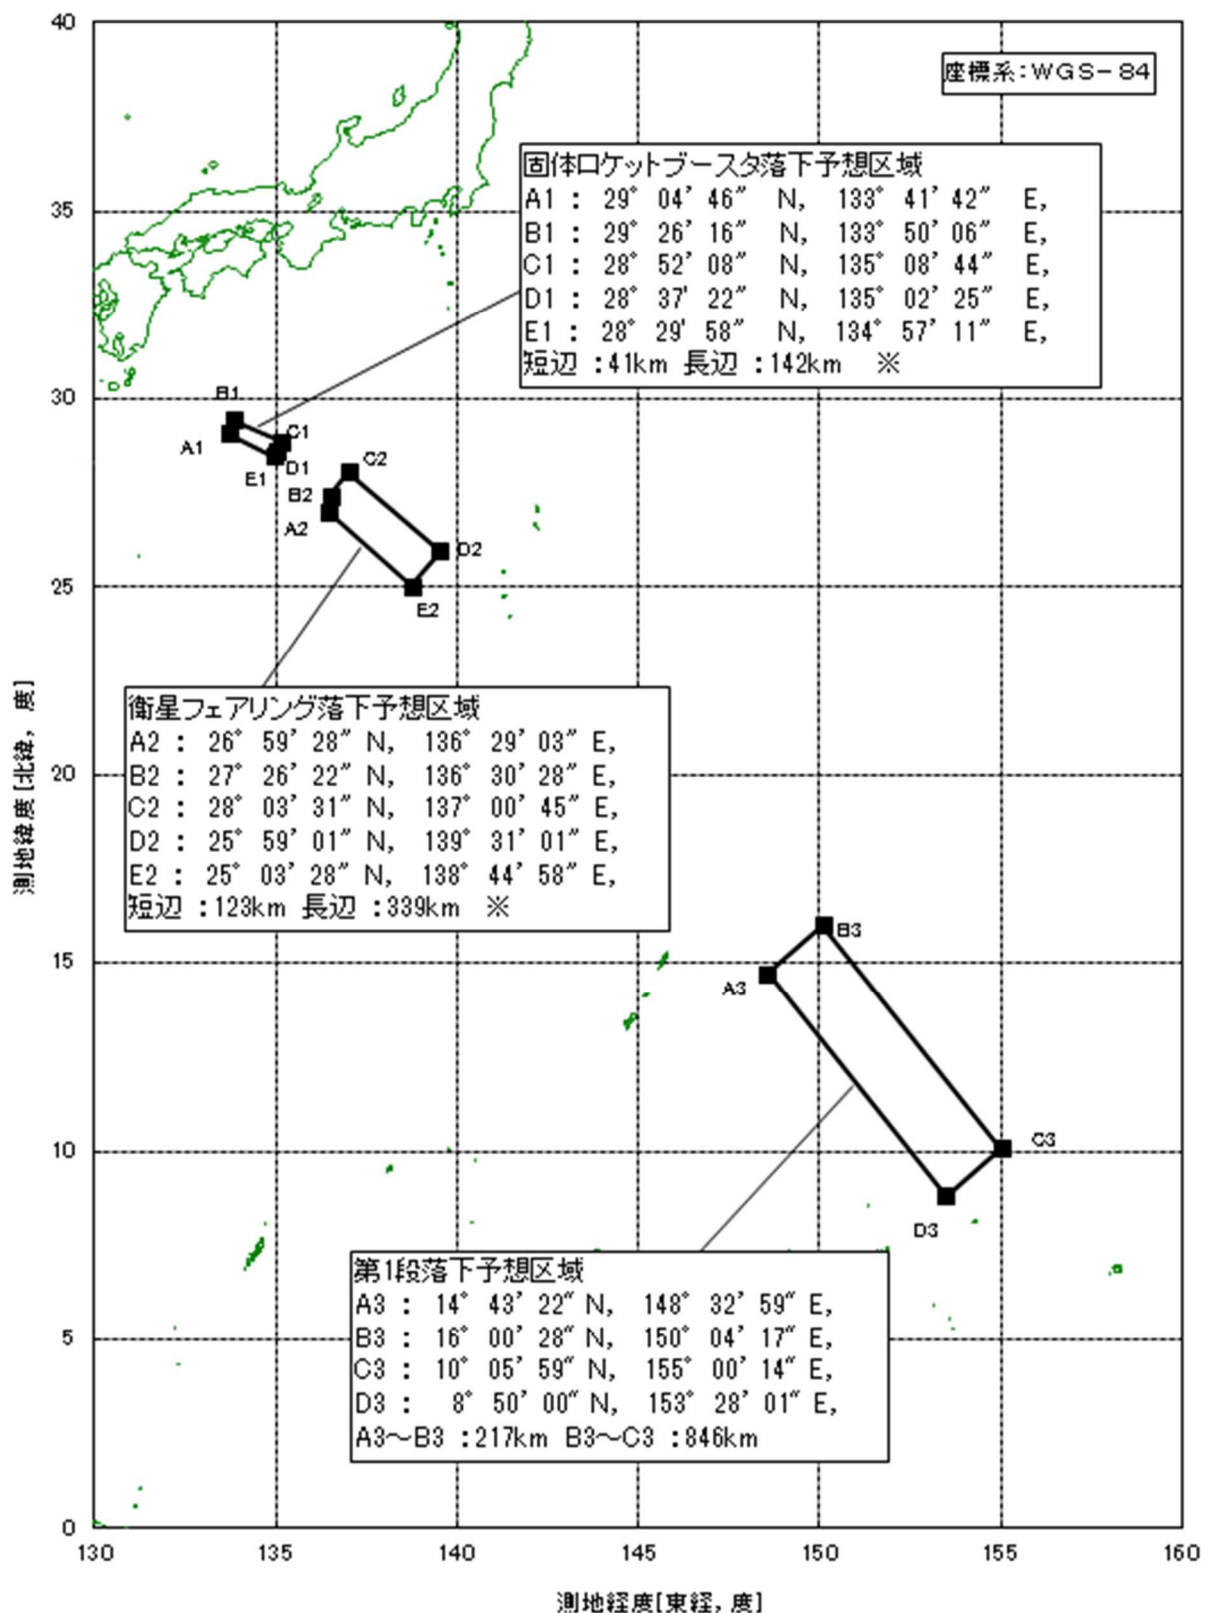 座標系:WGS-84
固体ロケットブースタ落下予想区域
A1 : 29° 04' 46" N, 133° 41' 42" E,
B1 : 29° 26' 16" N, 133° 50' 06" E,
C1 : 28° 52' 08" N, 135° 08' 44" E,
D1 : 28° 37' 22" N, 135° 02' 25" E,
E1 : 28° 29' 58" N, 134° 57' 11" E,
短辺 :41km 長辺 :142km ※
B1
A1
C1
D1
E1
C2
B2
A2
D2
E2
衛星フェアリング落下予想区域
A2 : 26° 59' 28" N, 136° 29' 03" E,
B2 : 27° 26' 22" N, 136° 30' 28" E,
C2 : 28° 03' 31" N, 137° 00' 45" E,
D2 : 25° 59' 01" N, 139° 31' 01" E,
E2 : 25° 03' 28" N, 138° 44' 58" E,
短辺 :123km 長辺 :339km ※
B3
A3
C3
D3
第1段落下予想区域
A3 : 14° 43' 22" N, 148° 32' 59" E,
B3 : 16° 00' 28" N, 150° 04' 17" E,
C3 : 10° 05' 59" N, 155° 00' 14" E,
D3 : 8° 50' 00" N, 153° 28' 01" E,
A3～B3 :217km B3～C3 :846km
40
35
30
25
20
15
10
5
0
測地緯度[北緯, 度]
130 135 140 145 150 155 160
測地経度[東経, 度]